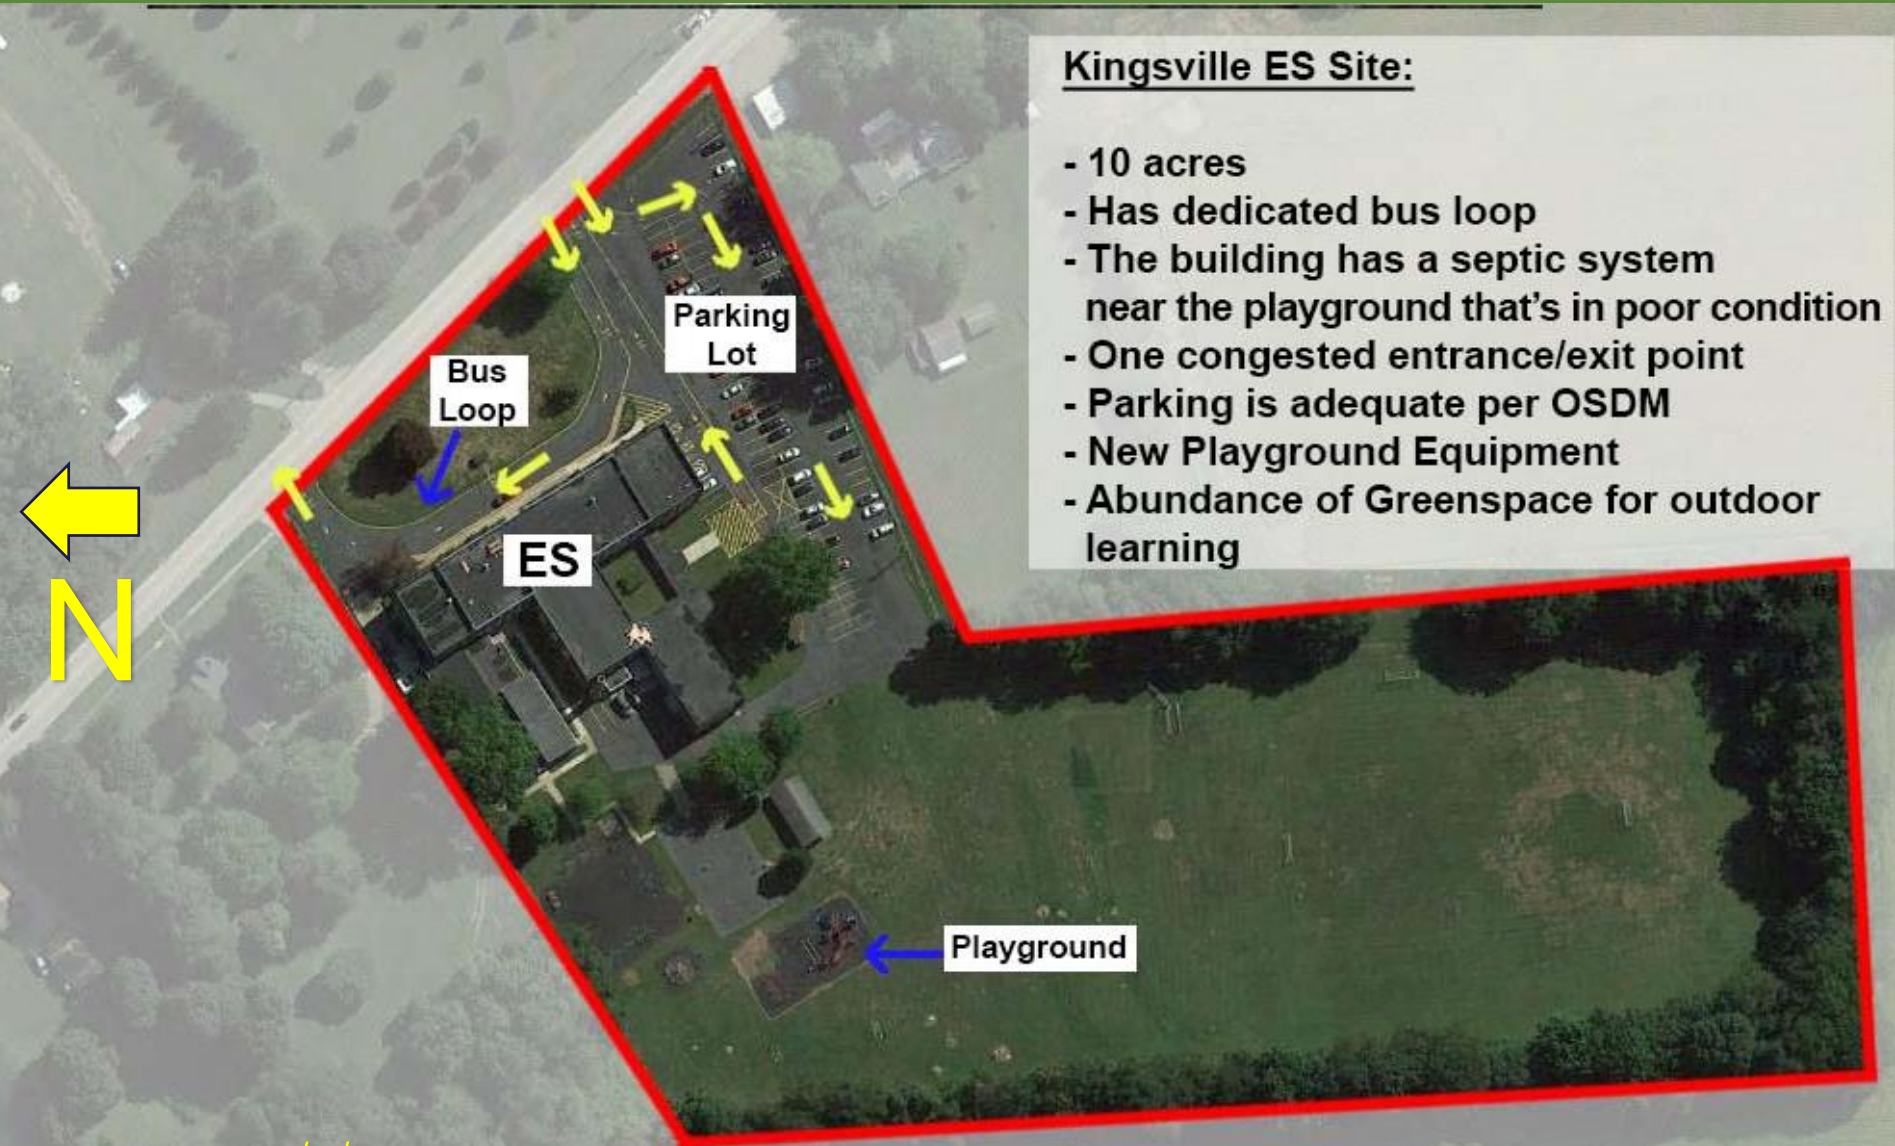 Kingsville ES Site:
- 10 acres
- Has dedicated bus loop
- The building has a septic system
near the playground that's in poor condition
- One congested entrance/exit point
- Parking is adequate per OSDM
- New Playground Equipment
- Abundance of Greenspace for outdoor
learning
Parking
Lot
Bus
Loop
ES
N
Playground